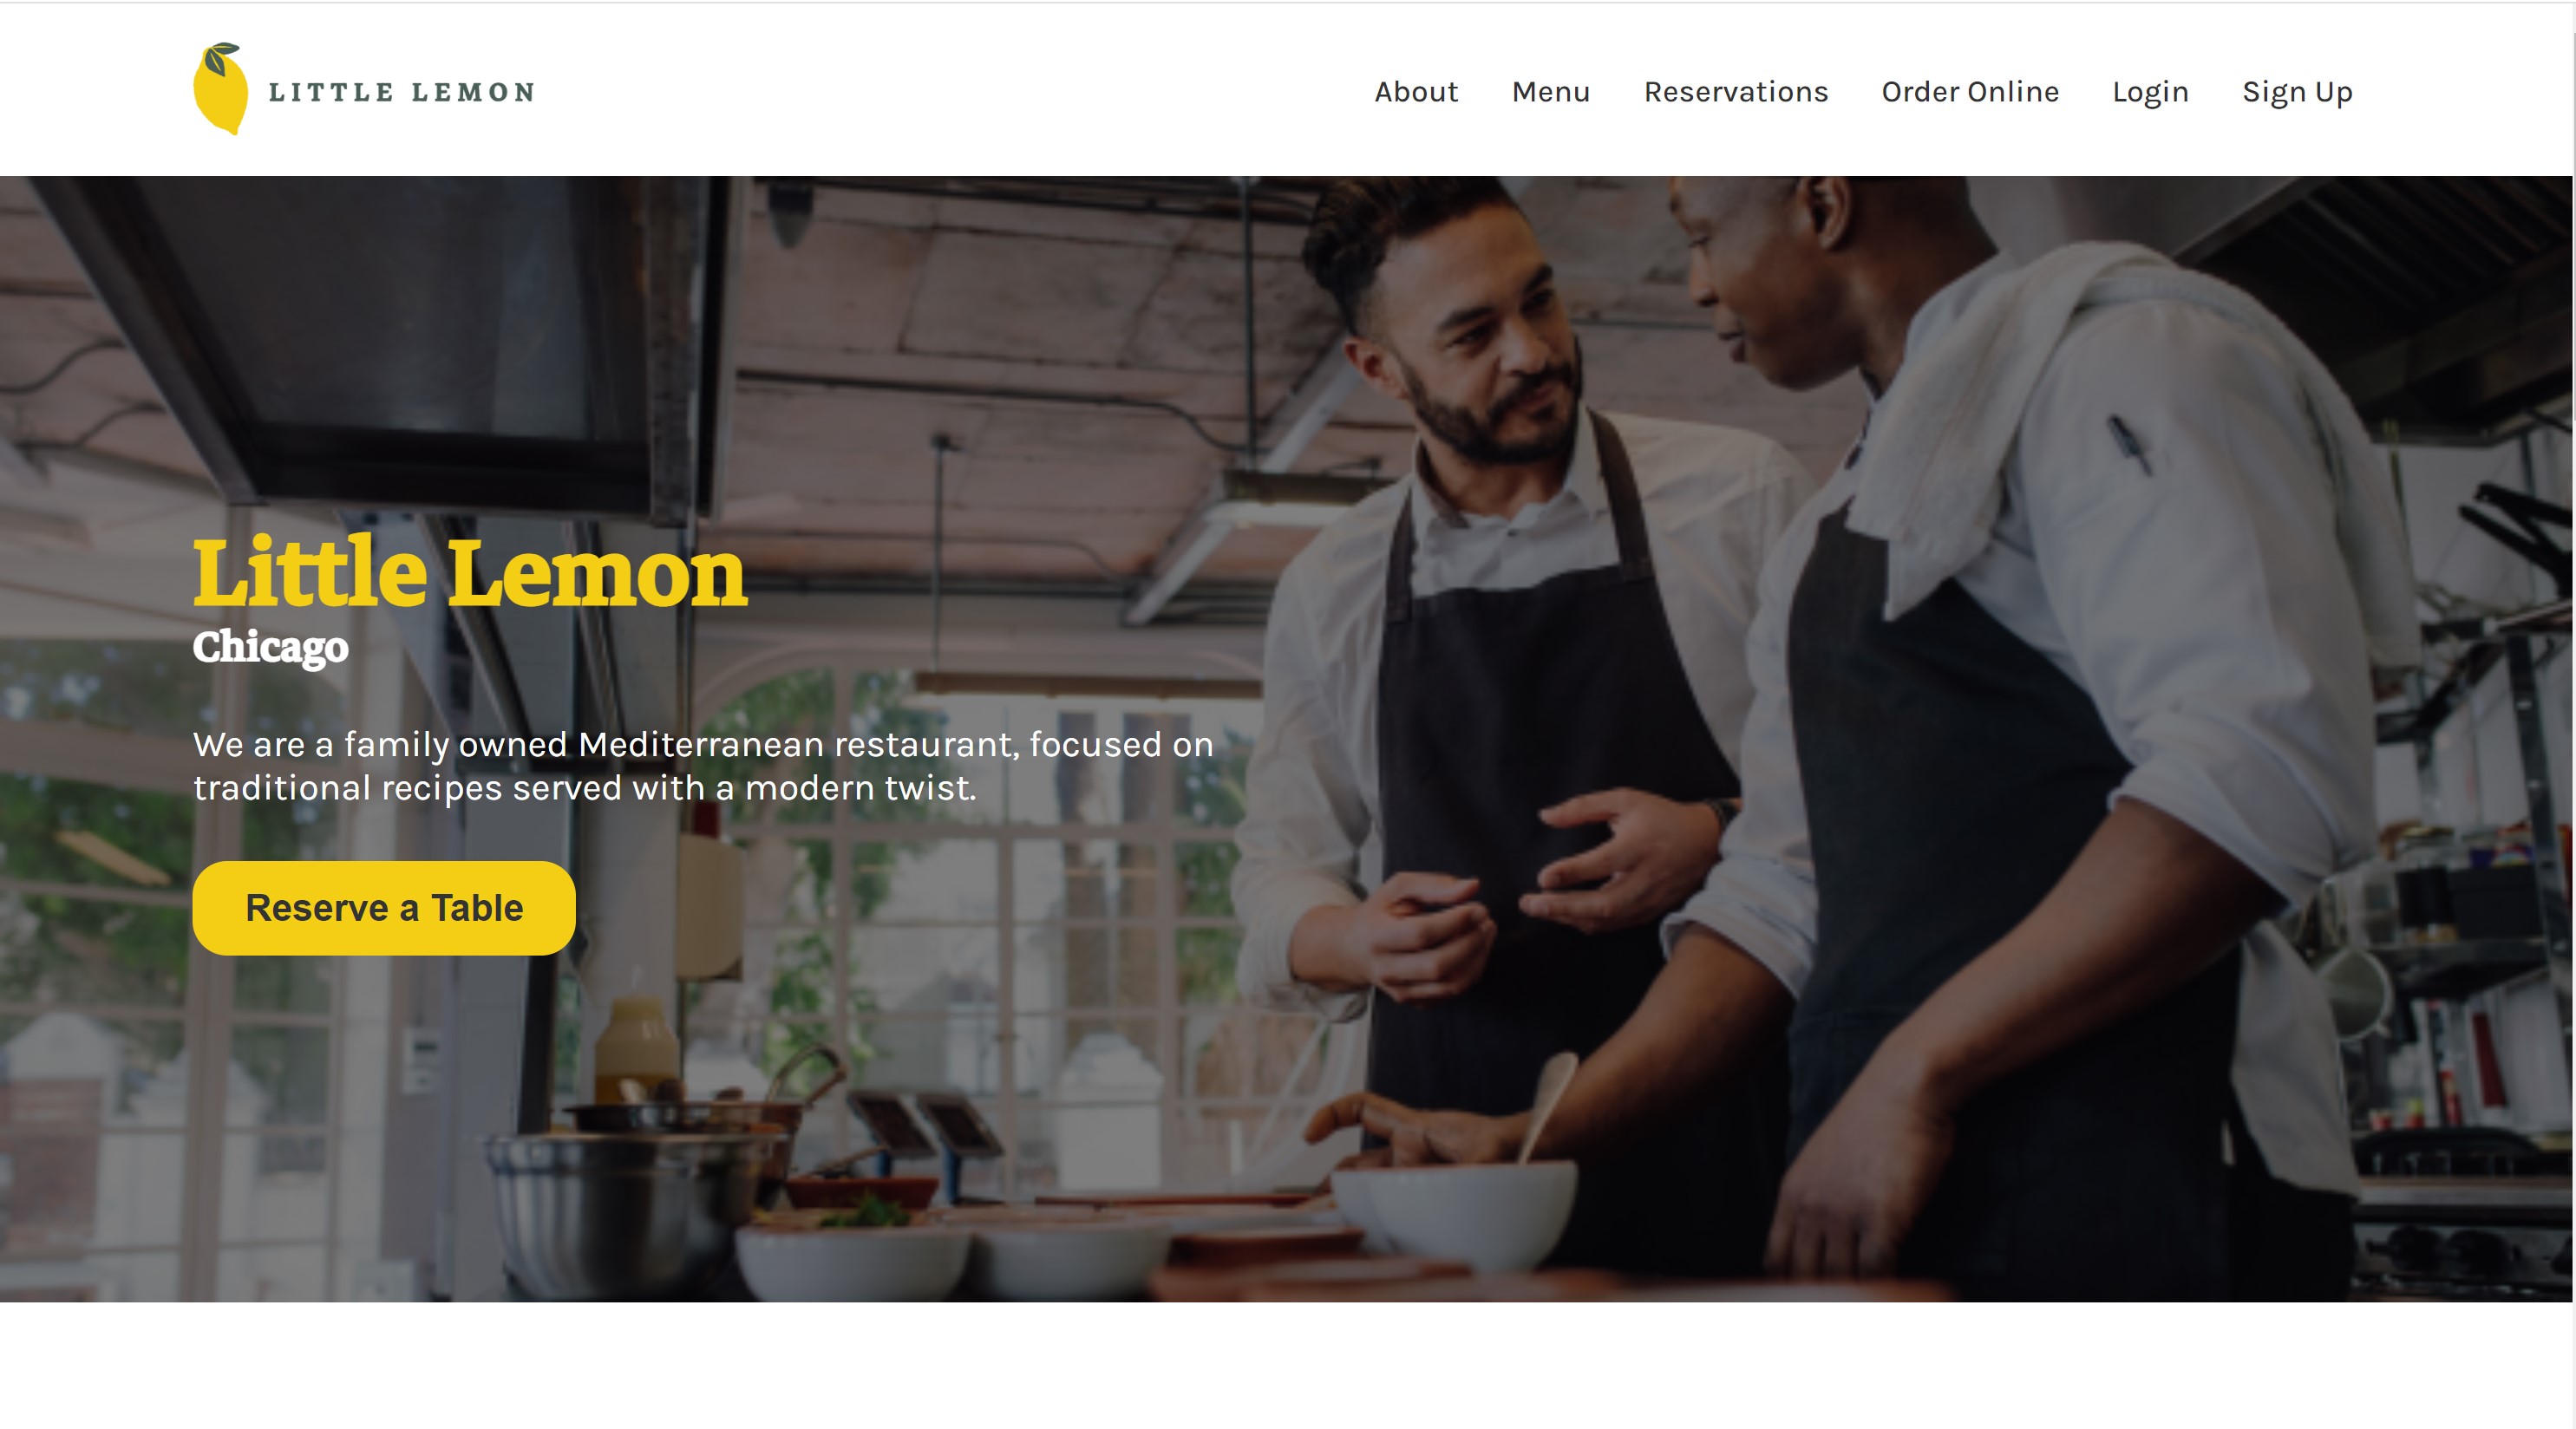 LITTLE LEMON
About Menu Reservations Order Online Login Sign Up
Little Lemon
Chicago
We are a family owned Mediterranean restaurant, focused on
traditional recipes served with a modern twist.
Reserve a Table